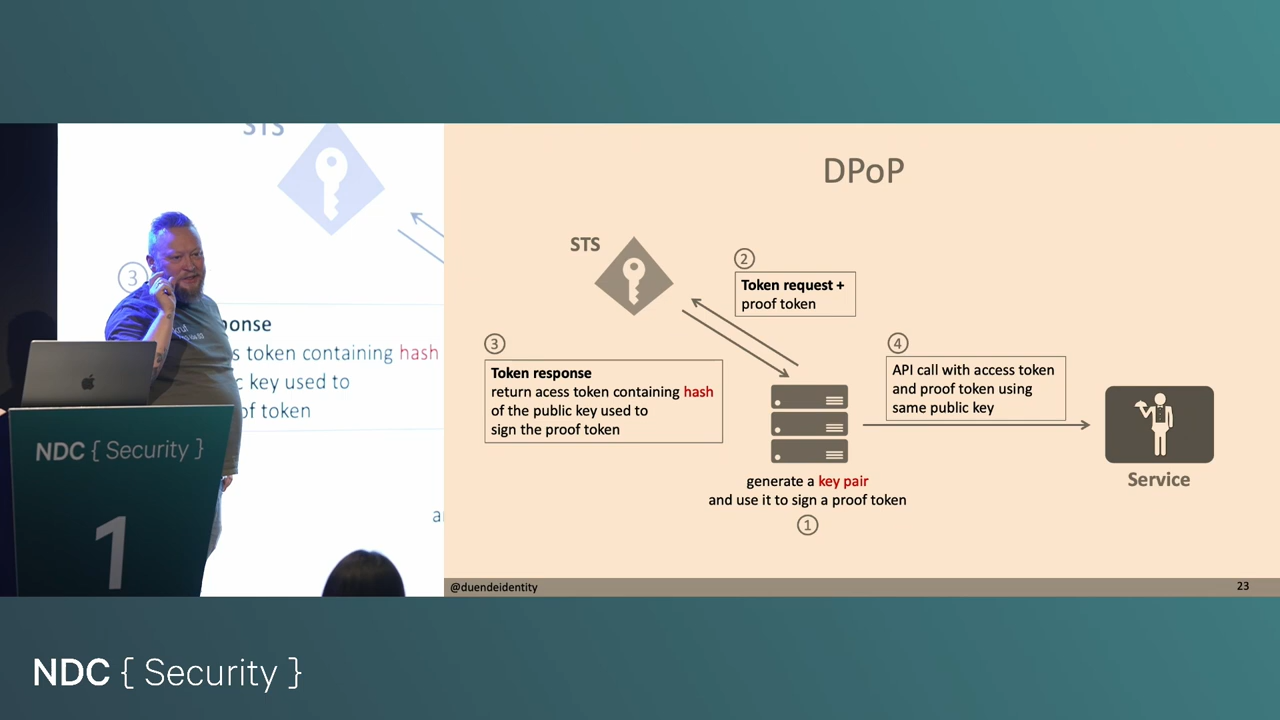 STS
3
ponse
s token containing hash
c key used to
of token
a
NDC { Security }
1
DPoP
STS
2
Token request +
proof token
3
Token response
return acess token containing hash
of the public key used to
sign the proof token
4
API call with access token
and proof token using
same public key
Service
generate a key pair
and use it to sign a proof token
1
@duendeidentity
23
NDC { Security }